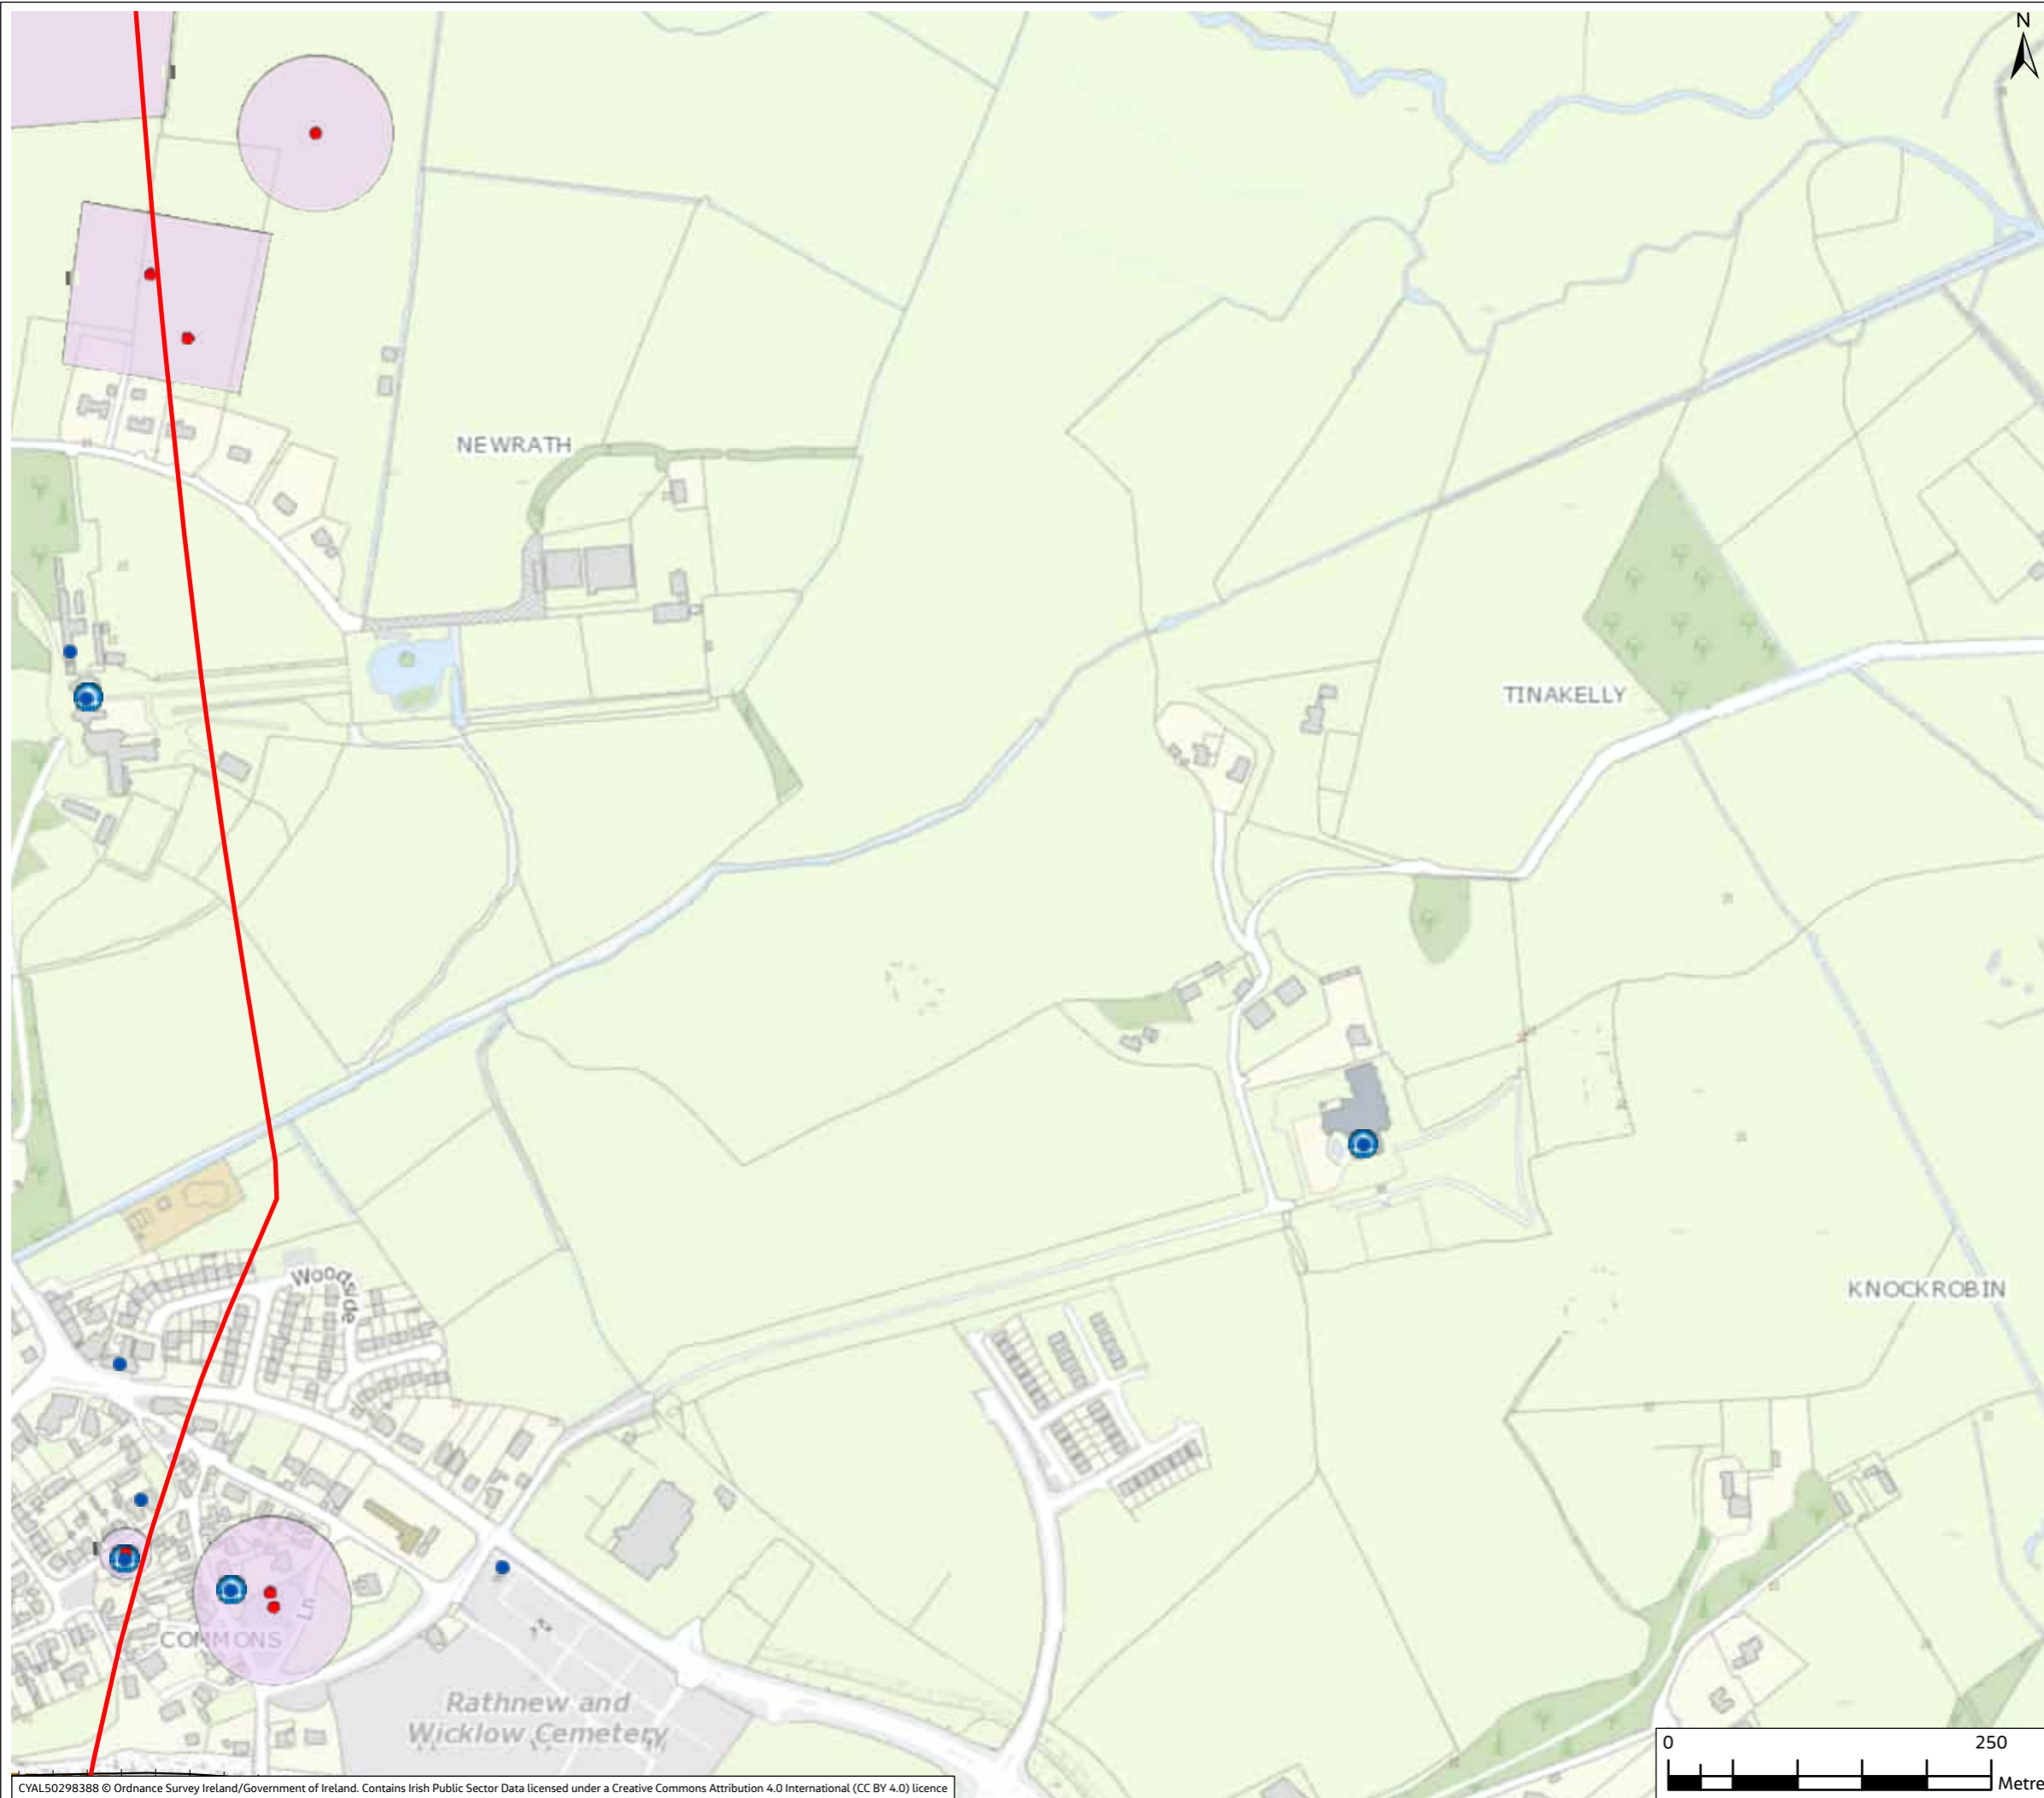 N
NEWRATH
TINAKELLY
KNOCKROBIN
Woodside
Ln
COMMONS
Rathnew and
Wicklow Cemetery
0 250
Metre
CYAL50298388 © Ordnance Survey Ireland/Government of Ireland. Contains Irish Public Sector Data licensed under a Creative Commons Attribution 4.0 International (CC BY 4.0) licence